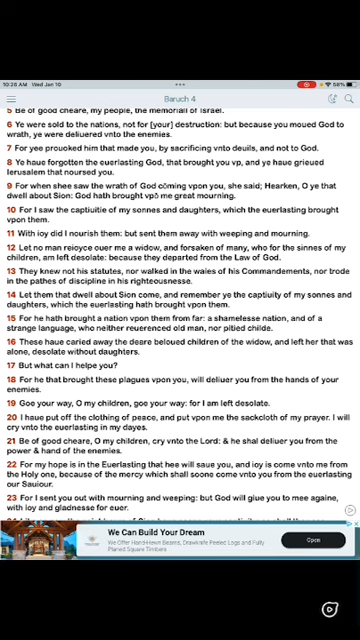 10:28 AM Wed Jan 10
58%
Baruch 4
5 Be of good cheare, my people, the memoriall of Israel.
6 Ye were sold to the nations, not for [your] destruction: but because you moued God to
wrath, ye were deliuered vnto the enemies.
7 For yee prouoked him that made you, by sacrificing vnto deuils, and not to God.
8 Ye haue forgotten the euerlasting God, that brought you vp, and ye haue grieued
Ierusalem that noursed you.
9 For when shee saw the wrath of God cōming vpon you, she said; Hearken, O ye that
dwell about Sion: God hath brought vpō me great mourning.
10 For I saw the captiuitie of my sonnes and daughters, which the euerlasting brought
vpon them.
11 With ioy did I nourish them: but sent them away with weeping and mourning.
12 Let no man reioyce ouer me a widow, and forsaken of many, who for the sinnes of my
children, am left desolate: because they departed from the Law of God.
13 They knew not his statutes, nor walked in the waies of his Commandements, nor trode
in the pathes of discipline in his righteousnesse.
14 Let them that dwell about Sion come, and remember ye the captiuity of my sonnes and
daughters, which the euerlasting hath brought vpon them.
15 For he hath brought a nation vpon them from far: a shamelesse nation, and of a
strange language, who neither reuerenced old man, nor pitied childe.
16 These haue caried away the deare beloued children of the widow, and left her that was
alone, desolate without daughters.
17 But what can I helpe you?
18 For he that brought these plagues vpon you, will deliuer you from the hands of your
enemies.
19 Goe your way, O my children, goe your way: for I am left desolate.
20 I haue put off the clothing of peace, and put vpon me the sackcloth of my prayer. I will
cry vnto the euerlasting in my dayes.
21 Be of good cheare, O my children, cry vnto the Lord: & he shal deliuer you from the
power & hand of the enemies.
22 For my hope is in the Euerlasting that hee will saue you, and ioy is come vnto me from
the Holy one, because of the mercy which shall soone come vnto you from the euerlasting
our Sauiour.
23 For I sent you out with mourning and weeping: but God will giue you to mee againe,
with ioy and gladnesse for euer.
We Can Build Your Dream
We Offer Hand-Hewn Beams, Drawknife Peeled Logs and Fully
Planed Square Timbers
Open